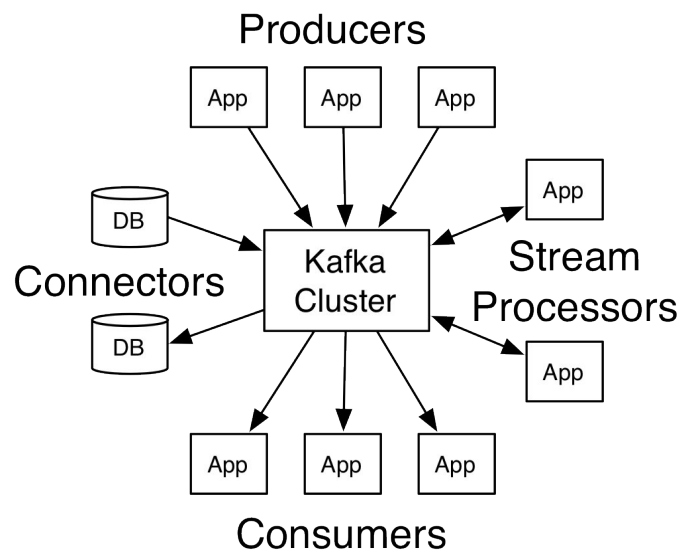 Producers
App
App
App
DB
App
Connectors
Kafka
Cluster
Stream
Processors
DB
App
App
App
App
Consumers